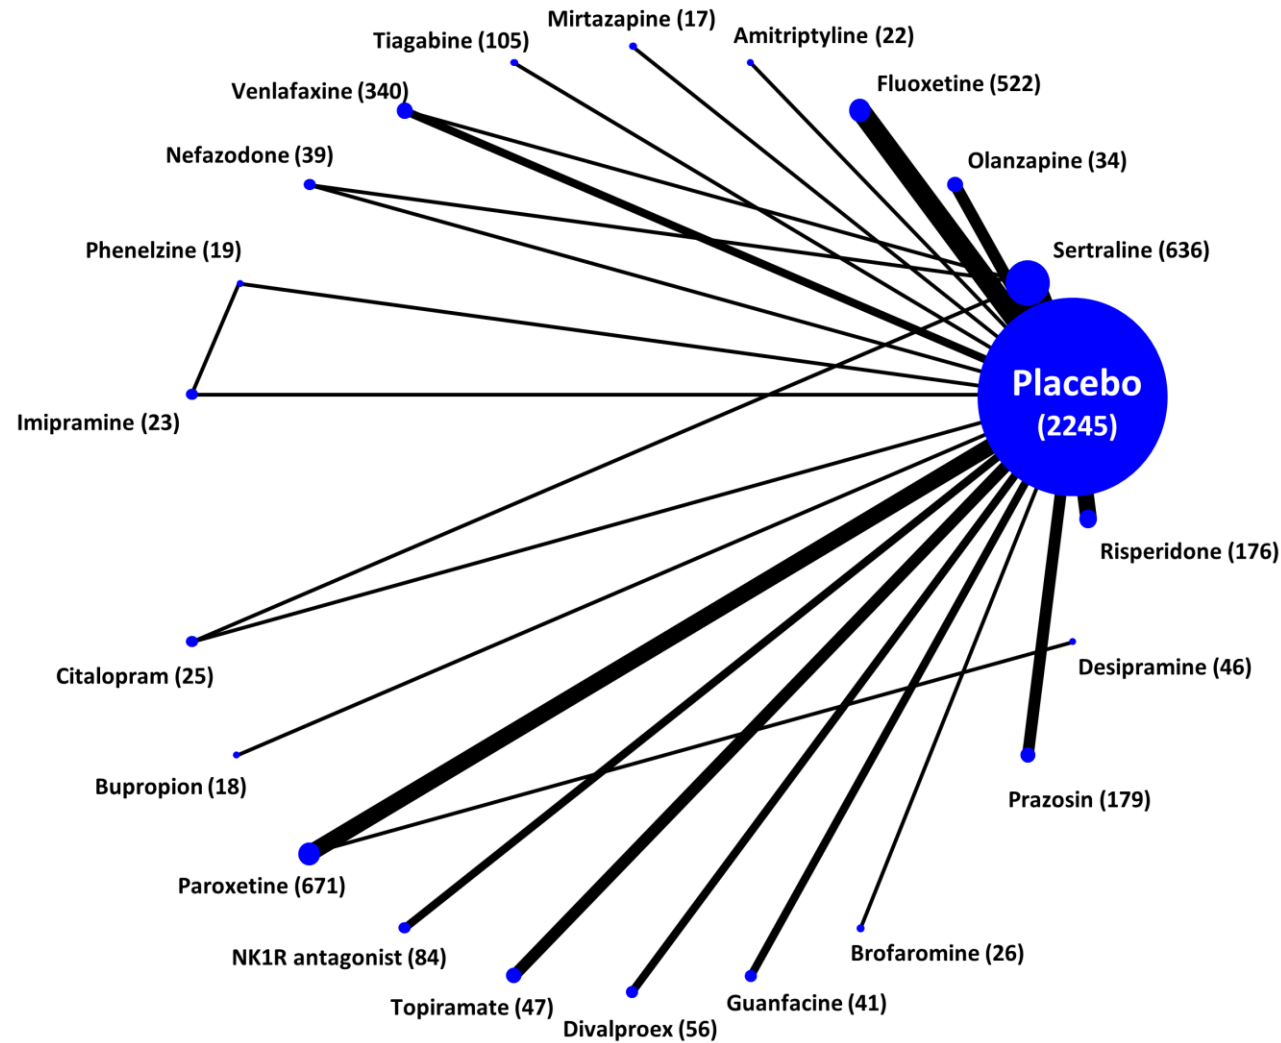 Mirtazapine (17)
Amitriptyline (22)
Tiagabine (105)
Fluoxetine (522)
Venlafaxine (340)
Nefazodone (39)
Olanzapine (34)
Phenelzine (19)
Sertraline (636)
Placebo
(2245)
Imipramine (23)
Risperidone (176)
Citalopram (25)
Desipramine (46)
Bupropion (18)
Prazosin (179)
Paroxetine (671)
NK1R antagonist (84)
Brofaromine (26)
Topiramate (47)
Guanfacine (41)
Divalproex (56)